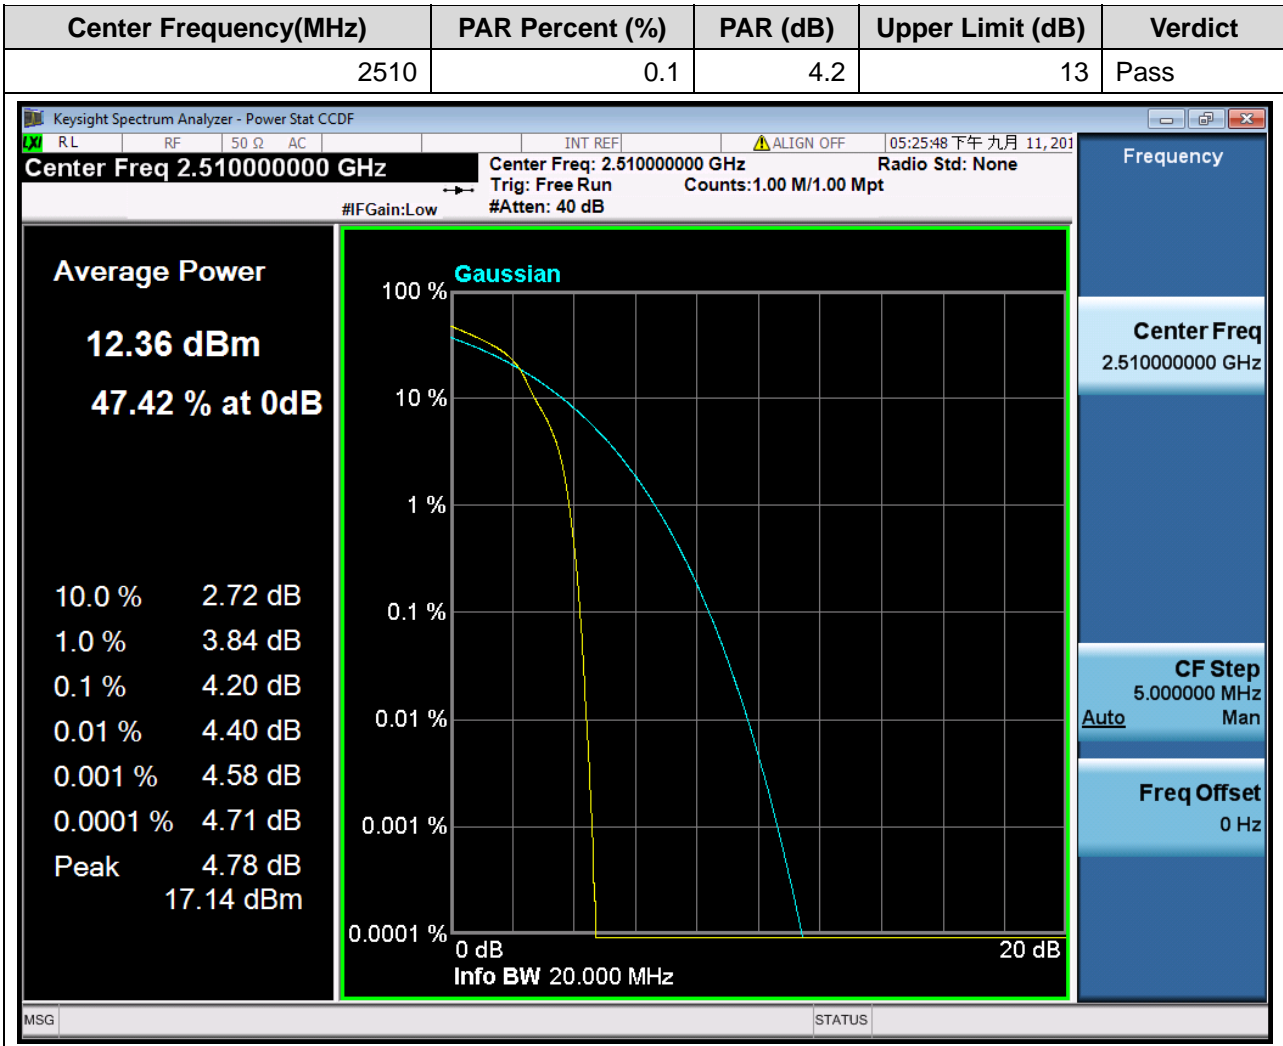 Center Frequency(MHz) PAR Percent (%) PAR (dB) Upper Limit (dB) Verdict
2510 0.1 4.2 13 Pass
Keysight Spectrum Analyzer - Power Stat CCDF
LXI RL RF 50 Ω AC INT REF ALIGN OFF 05:25:48 下午 九月 11, 201
Center Freq 2.510000000 GHz
Center Freq: 2.510000000 GHz Radio Std: None
Trig: Free Run Counts:1.00 M/1.00 Mpt
#IFGain:Low #Atten: 40 dB
Average Power
12.36 dBm
47.42 % at 0dB
10.0 % 2.72 dB
1.0 % 3.84 dB
0.1 % 4.20 dB
0.01 % 4.40 dB
0.001 % 4.58 dB
0.0001 % 4.71 dB
Peak 4.78 dB
17.14 dBm
Gaussian
100 %
10 %
1 %
0.1 %
0.01 %
0.001 %
0.0001 %
0 dB 20 dB
Info BW 20.000 MHz
Frequency
Center Freq
2.510000000 GHz
CF Step
5.000000 MHz
Auto Man
Freq Offset
0 Hz
MSG STATUS